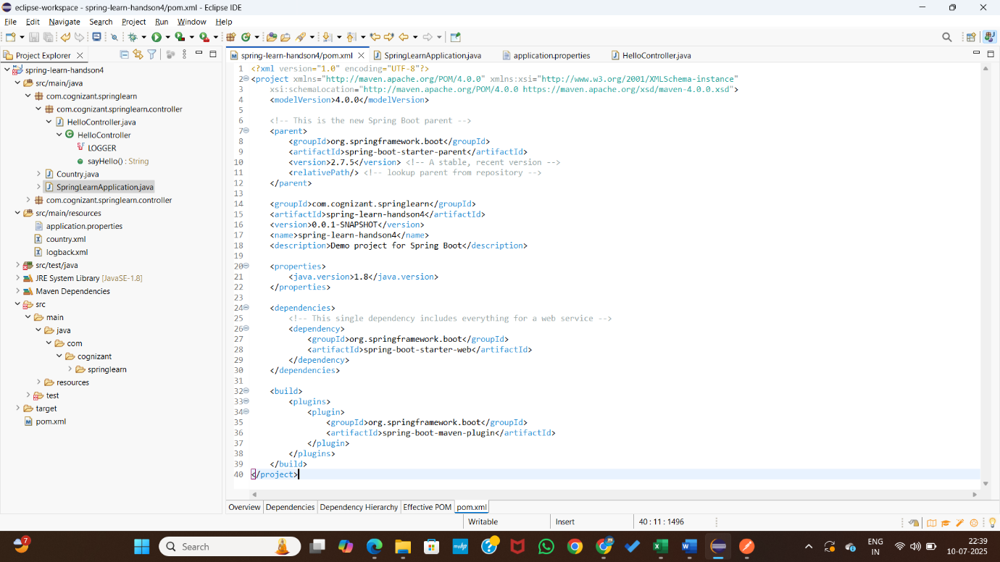 eclipse-workspace - spring-learn-handson4/pom.xml - Eclipse IDE
File Edit Navigate Search Project Run Window Help
Project Explorer
spring-learn-handson4
src/main/java
com.cognizant.springlearn
com.cognizant.springlearn.controller
HelloController.java
HelloController
LOGGER
sayHello() : String
Country.java
SpringLearnApplication.java
com.cognizant.springlearn.controller
src/main/resources
application.properties
country.xml
logback.xml
src/test/java
JRE System Library [JavaSE-1.8]
Maven Dependencies
src
main
java
com
cognizant
springlearn
resources
test
target
pom.xml
spring-learn-handson4/pom.xml SpringLearnApplication.java application.properties HelloController.java
1 <?xml version="1.0" encoding="UTF-8"?>
2 <project xmlns="http://maven.apache.org/POM/4.0.0" xmlns:xsi="http://www.w3.org/2001/XMLSchema-instance"
3 xsi:schemaLocation="http://maven.apache.org/POM/4.0.0 https://maven.apache.org/xsd/maven-4.0.0.xsd">
4 <modelVersion>4.0.0</modelVersion>
5
6 <!-- This is the new Spring Boot parent -->
7 <parent>
8 <groupId>org.springframework.boot</groupId>
9 <artifactId>spring-boot-starter-parent</artifactId>
10 <version>2.7.5</version> <!-- A stable, recent version -->
11 <relativePath/> <!-- lookup parent from repository -->
12 </parent>
13
14 <groupId>com.cognizant.springlearn</groupId>
15 <artifactId>spring-learn-handson4</artifactId>
16 <version>0.0.1-SNAPSHOT</version>
17 <name>spring-learn-handson4</name>
18 <description>Demo project for Spring Boot</description>
19
20 <properties>
21 <java.version>1.8</java.version>
22 </properties>
23
24 <dependencies>
25 <!-- This single dependency includes everything for a web service -->
26 <dependency>
27 <groupId>org.springframework.boot</groupId>
28 <artifactId>spring-boot-starter-web</artifactId>
29 </dependency>
30 </dependencies>
31
32 <build>
33 <plugins>
34 <plugin>
35 <groupId>org.springframework.boot</groupId>
36 <artifactId>spring-boot-maven-plugin</artifactId>
37 </plugin>
38 </plugins>
39 </build>
40 </project>
Overview Dependencies Dependency Hierarchy Effective POM pom.xml
Writable Insert 40 : 11 : 1496
7 Search myhp ENG 22:39
IN 10-07-2025